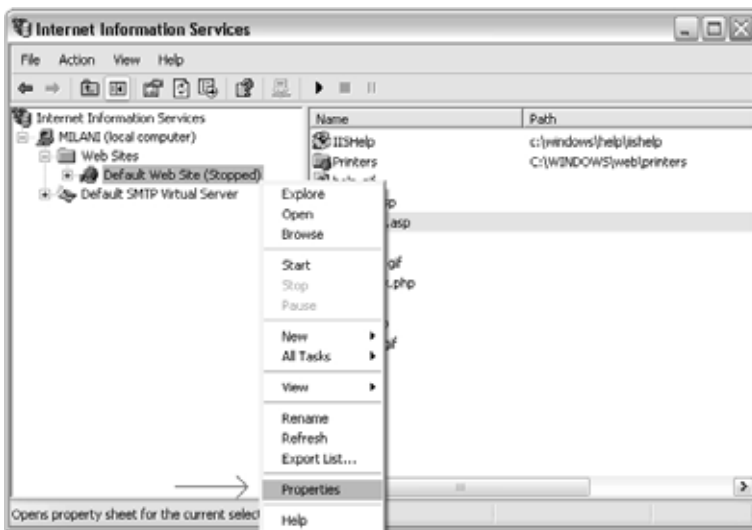 Internet Information Services
File Action View Help
Internet Information Services
MILANI (local computer)
Web Sites
Default Web Site (Stopped)
Default SMTP Virtual Server
Name Path
IISHelp c:\windows\help\iishelp
Printers C:\WINDOWS\web\printers
.asp
gif
.php
Explore
Open
Browse
Start
Stop
Pause
New
All Tasks
View
Rename
Refresh
Export List...
Properties
Help
Opens property sheet for the current select